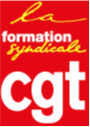 la
formation
syndicale
cgt